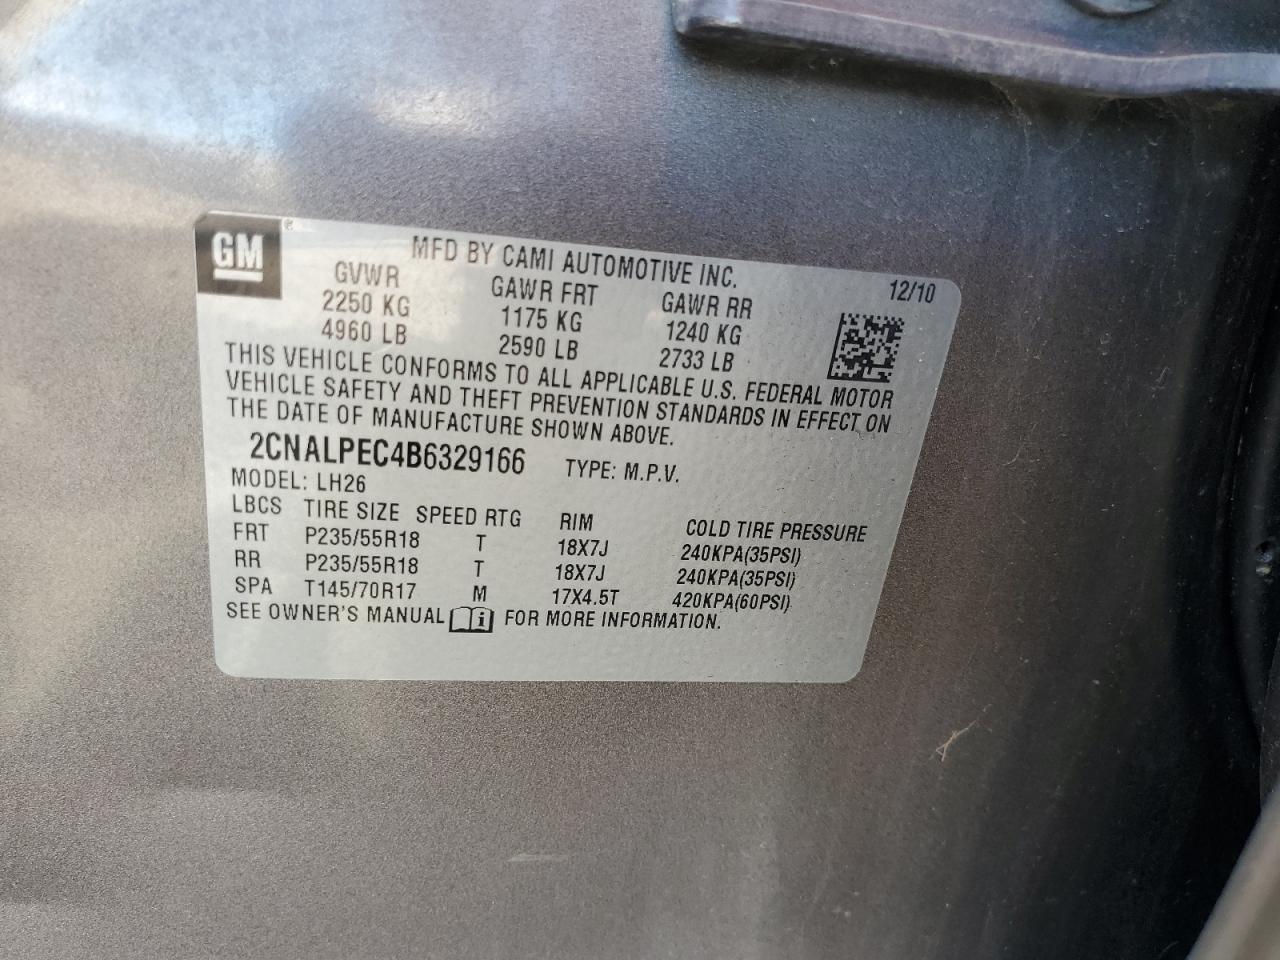 GM®
MFD BY CAMI AUTOMOTIVE INC.
12/10
GVWR GAWR FRT GAWR RR
2250 KG 1175 KG 1240 KG
4960 LB 2590 LB 2733 LB
THIS VEHICLE CONFORMS TO ALL APPLICABLE U.S. FEDERAL MOTOR
VEHICLE SAFETY AND THEFT PREVENTION STANDARDS IN EFFECT ON
THE DATE OF MANUFACTURE SHOWN ABOVE.
2CNALPEC4B6329166 TYPE: M.P.V.
MODEL: LH26
LBCS TIRE SIZE SPEED RTG RIM COLD TIRE PRESSURE
FRT P235/55R18 T 18X7J 240KPA(35PSI)
RR P235/55R18 T 18X7J 240KPA(35PSI)
SPA T145/70R17 M 17X4.5T 420KPA(60PSI)
SEE OWNER'S MANUAL i FOR MORE INFORMATION.